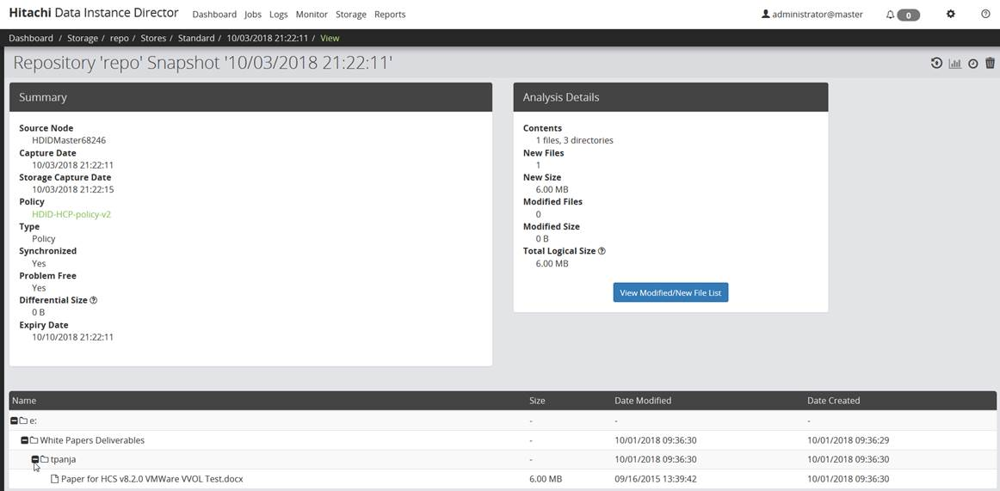 Hitachi Data Instance Director Dashboard Jobs Logs Monitor Storage Reports administrator@master 0
Dashboard / Storage / repo / Stores / Standard / 10/03/2018 21:22:11 / View
Repository 'repo' Snapshot '10/03/2018 21:22:11'
Summary
Source Node
HDIDMaster68246
Capture Date
10/03/2018 21:22:11
Storage Capture Date
10/03/2018 21:22:15
Policy
HDID-HCP-policy-v2
Type
Policy
Synchronized
Yes
Problem Free
Yes
Differential Size
0 B
Expiry Date
10/10/2018 21:22:11
Analysis Details
Contents
1 files, 3 directories
New Files
1
New Size
6.00 MB
Modified Files
0
Modified Size
0 B
Total Logical Size
6.00 MB
View Modified/New File List
Name Size Date Modified Date Created
e: - - -
White Papers Deliverables - 10/01/2018 09:36:30 10/01/2018 09:36:29
tpanja - 10/01/2018 09:36:30 10/01/2018 09:36:30
Paper for HCS v8.2.0 VMWare VVOL Test.docx 6.00 MB 09/16/2015 13:39:42 10/01/2018 09:36:30